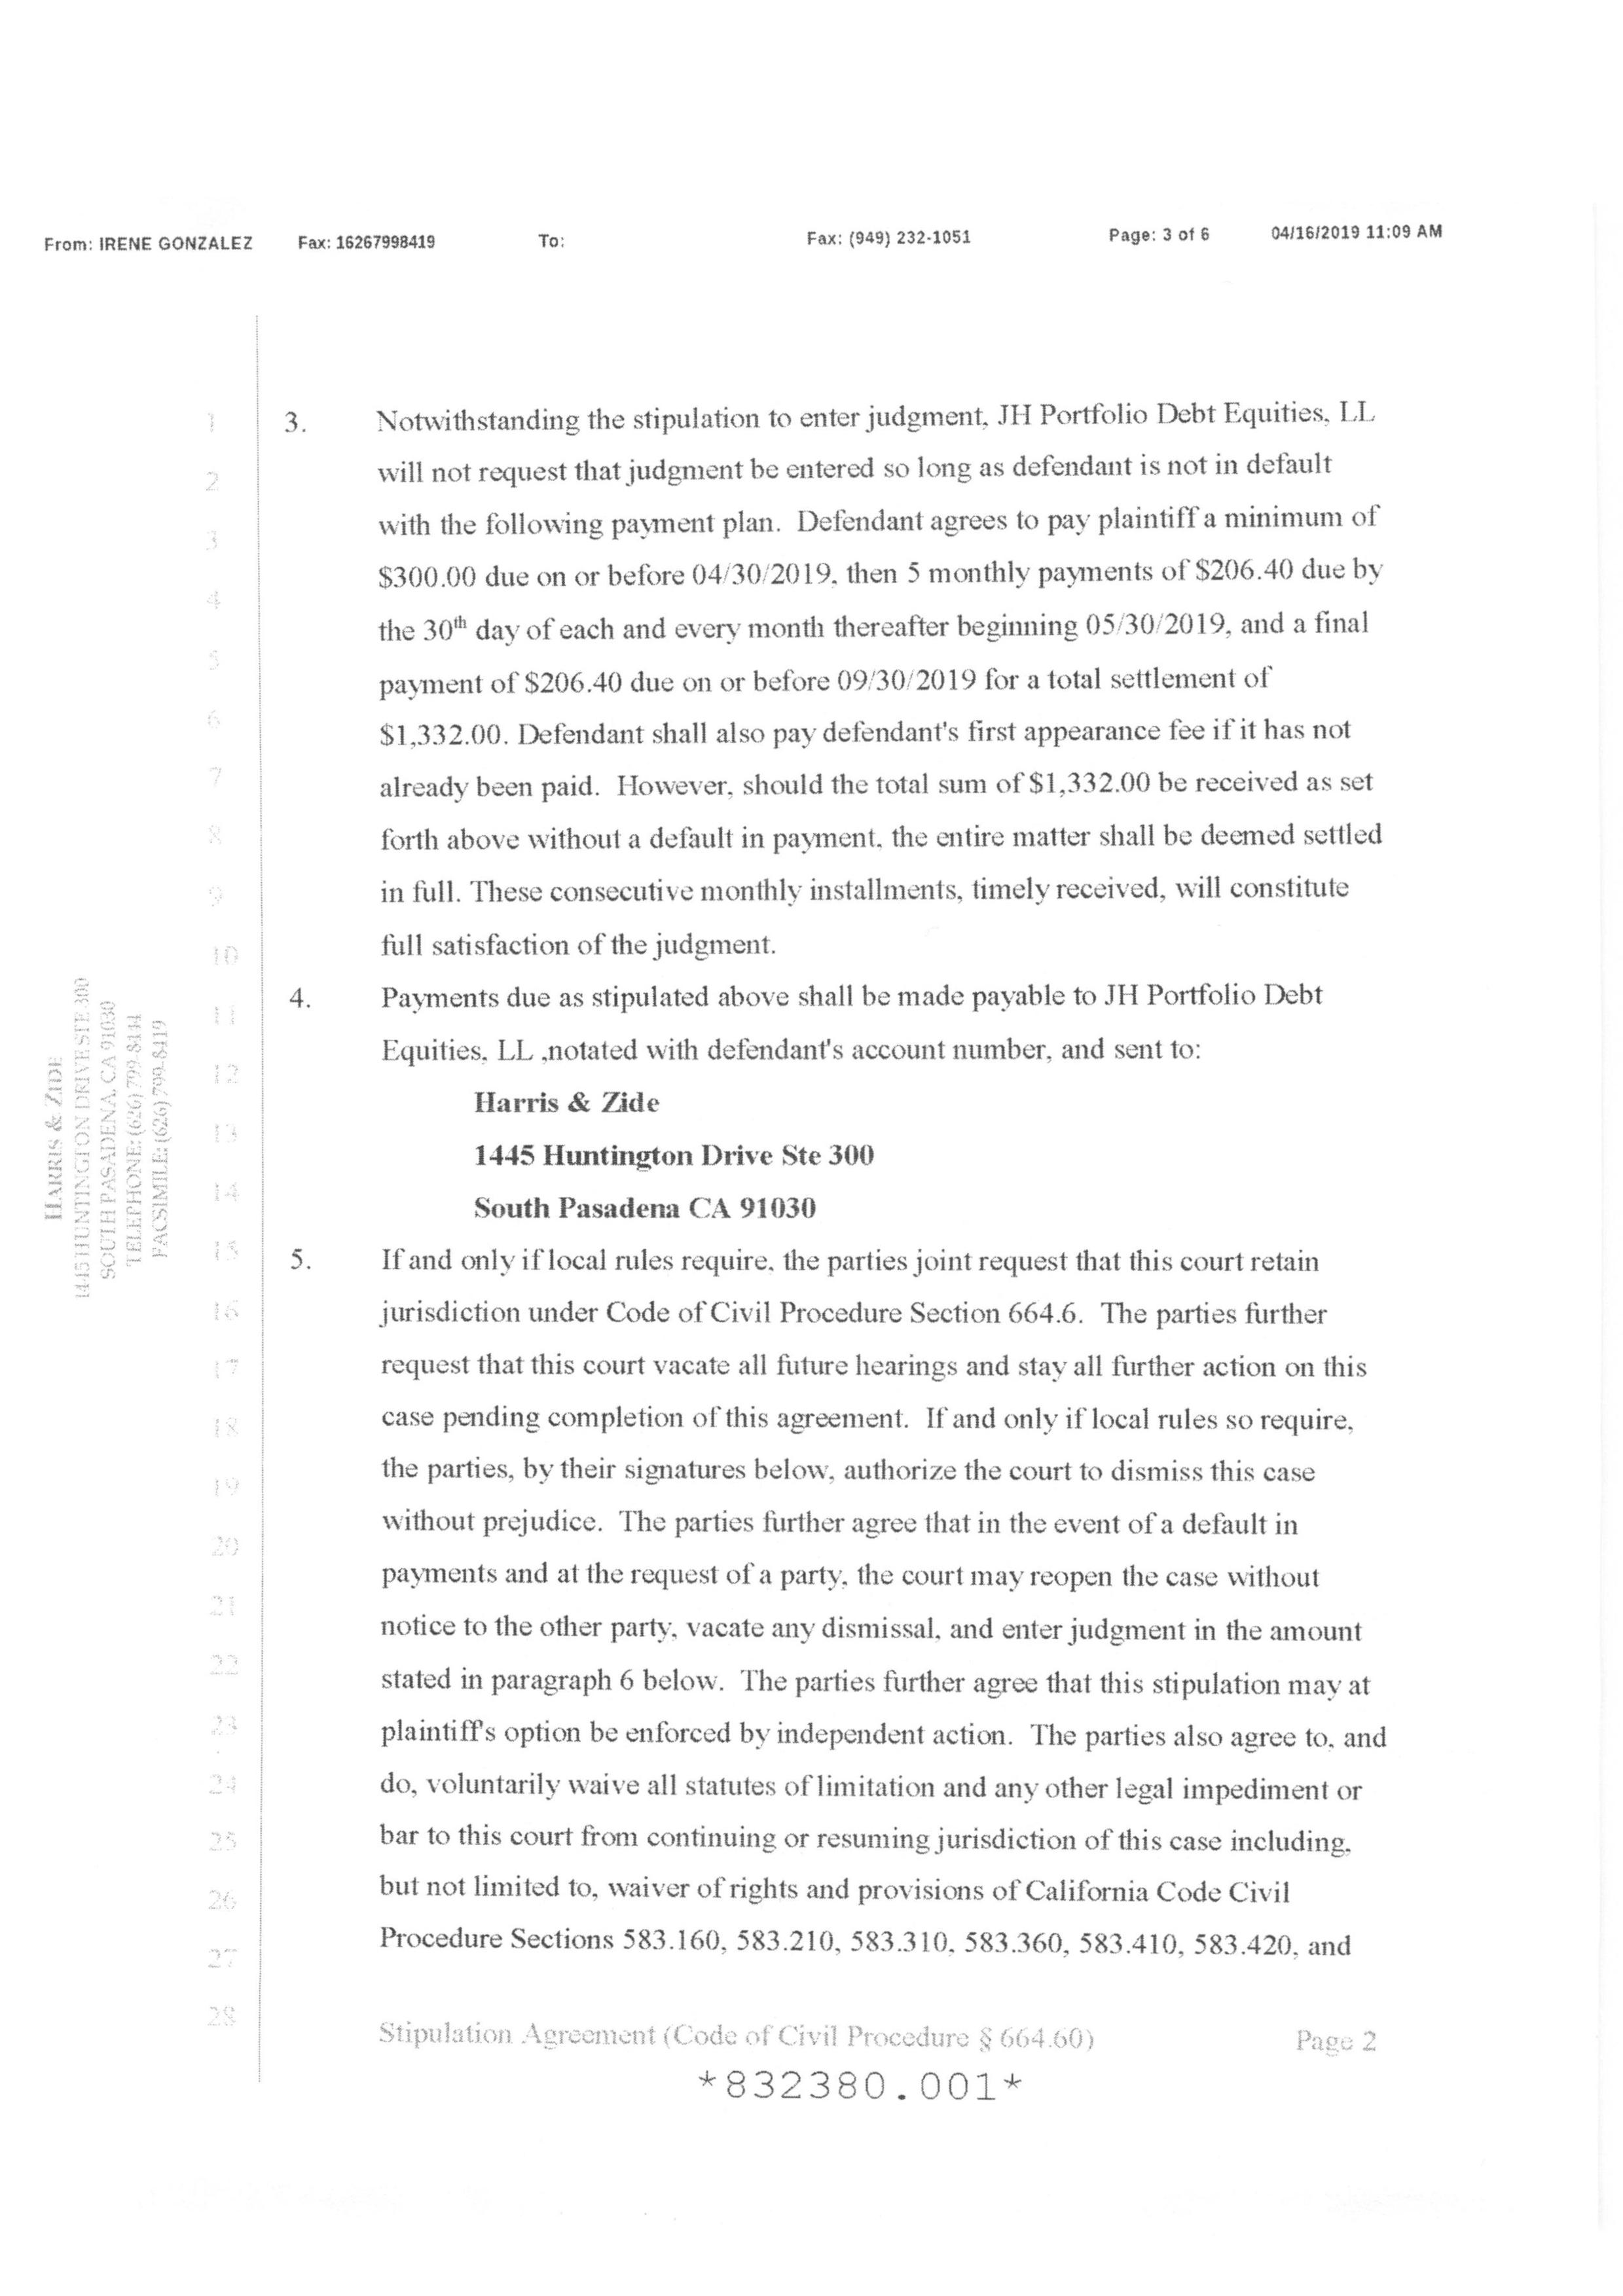 From: IRENE GONZALEZ Fax: 16267998419 To: Fax: (949) 232-1051 Page: 3 of 6 04/16/2019 11:09 AM
1
2
3
4
5
6
7
8
9
10
11
12
13
14
15
16
17
18
19
20
21
22
23
24
25
26
27
28
HARRIS & ZIDE
1445 HUNTINGTON DRIVE STE 300
SOUTH PASADENA, CA 91030
TELEPHONE: (626) 799-8444
FACSIMILE: (626) 799-8419
3. Notwithstanding the stipulation to enter judgment, JH Portfolio Debt Equities, LL
will not request that judgment be entered so long as defendant is not in default
with the following payment plan. Defendant agrees to pay plaintiff a minimum of
$300.00 due on or before 04/30/2019, then 5 monthly payments of $206.40 due by
the 30th day of each and every month thereafter beginning 05/30/2019, and a final
payment of $206.40 due on or before 09/30/2019 for a total settlement of
$1,332.00. Defendant shall also pay defendant's first appearance fee if it has not
already been paid. However, should the total sum of $1,332.00 be received as set
forth above without a default in payment, the entire matter shall be deemed settled
in full. These consecutive monthly installments, timely received, will constitute
full satisfaction of the judgment.
4. Payments due as stipulated above shall be made payable to JH Portfolio Debt
Equities, LL ,notated with defendant's account number, and sent to:
Harris & Zide
1445 Huntington Drive Ste 300
South Pasadena CA 91030
5. If and only if local rules require, the parties joint request that this court retain
jurisdiction under Code of Civil Procedure Section 664.6. The parties further
request that this court vacate all future hearings and stay all further action on this
case pending completion of this agreement. If and only if local rules so require,
the parties, by their signatures below, authorize the court to dismiss this case
without prejudice. The parties further agree that in the event of a default in
payments and at the request of a party, the court may reopen the case without
notice to the other party, vacate any dismissal, and enter judgment in the amount
stated in paragraph 6 below. The parties further agree that this stipulation may at
plaintiff's option be enforced by independent action. The parties also agree to, and
do, voluntarily waive all statutes of limitation and any other legal impediment or
bar to this court from continuing or resuming jurisdiction of this case including,
but not limited to, waiver of rights and provisions of California Code Civil
Procedure Sections 583.160, 583.210, 583.310, 583.360, 583.410, 583.420, and
Stipulation Agreement (Code of Civil Procedure § 664.60) Page 2
*832380.001*